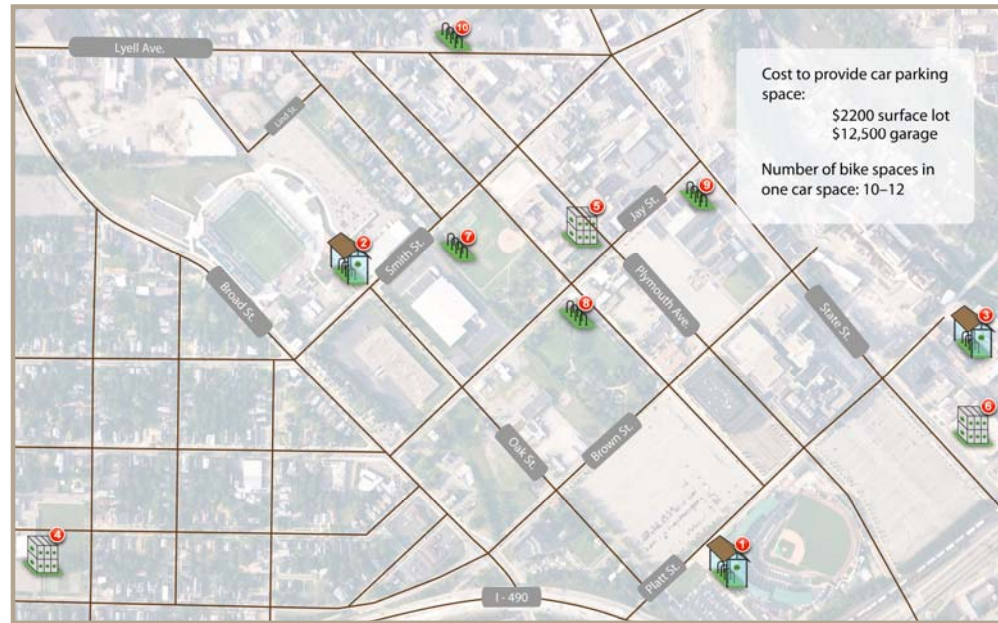 10
Lyell Ave.
Cost to provide car parking
space:
$2200 surface lot
$12,500 garage
Number of bike spaces in
one car space: 10–12
Lind St.
9
5
Jay St.
2
7
Smith St.
Broad St.
8
Plymouth Ave.
State St.
3
6
Oak St.
Brown St.
4
1
Platt St.
I - 490